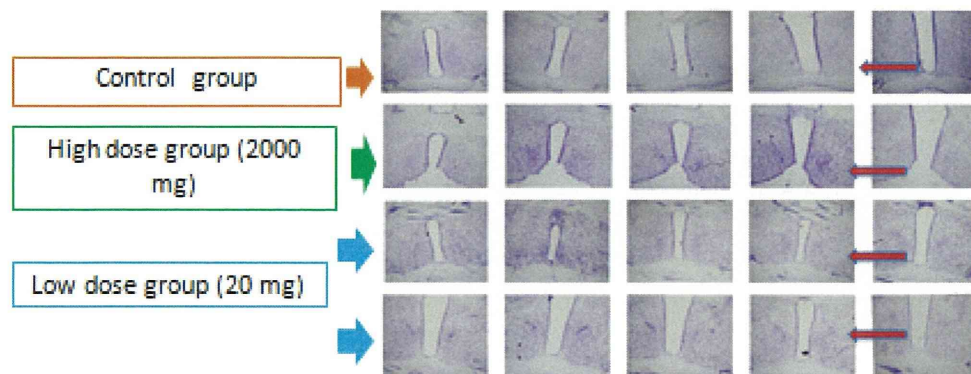 Control group
High dose group (2000
mg)
Low dose group (20 mg)